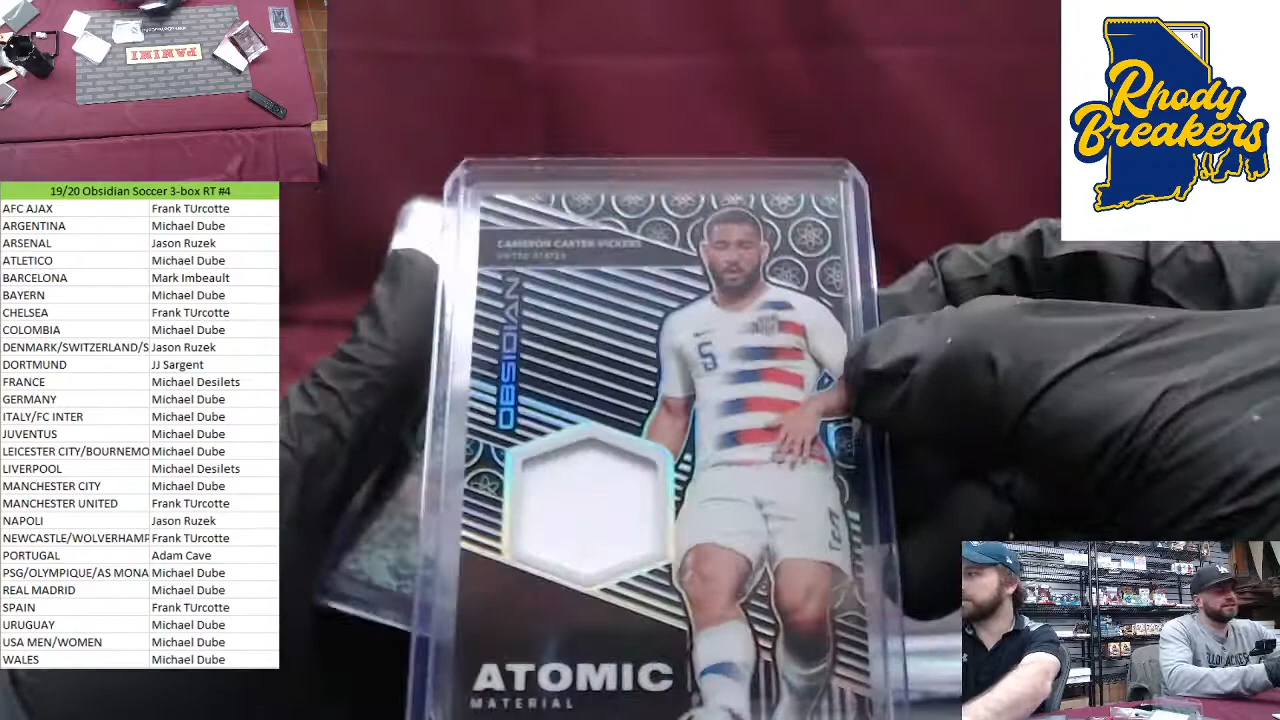 PANINI
19/20 Obsidian Soccer 3-box RT #4
AFC AJAX Frank TUrcotte
ARGENTINA Michael Dube
ARSENAL Jason Ruzek
ATLETICO Michael Dube
BARCELONA Mark Imbeault
BAYERN Michael Dube
CHELSEA Frank TUrcotte
COLOMBIA Michael Dube
DENMARK/SWITZERLAND/S Jason Ruzek
DORTMUND JJ Sargent
FRANCE Michael Desilets
GERMANY Michael Dube
ITALY/FC INTER Michael Dube
JUVENTUS Michael Dube
LEICESTER CITY/BOURNEMO Michael Dube
LIVERPOOL Michael Desilets
MANCHESTER CITY Michael Dube
MANCHESTER UNITED Frank TUrcotte
NAPOLI Jason Ruzek
NEWCASTLE/WOLVERHAMP Frank TUrcotte
PORTUGAL Adam Cave
PSG/OLYMPIQUE/AS MONA Michael Dube
REAL MADRID Michael Dube
SPAIN Frank TUrcotte
URUGUAY Michael Dube
USA MEN/WOMEN Michael Dube
WALES Michael Dube
CAMERON CARTER-VICKERS
UNITED STATES
OBSIDIAN
5
ATOMIC
MATERIAL
1/1
Rhody
Breakers